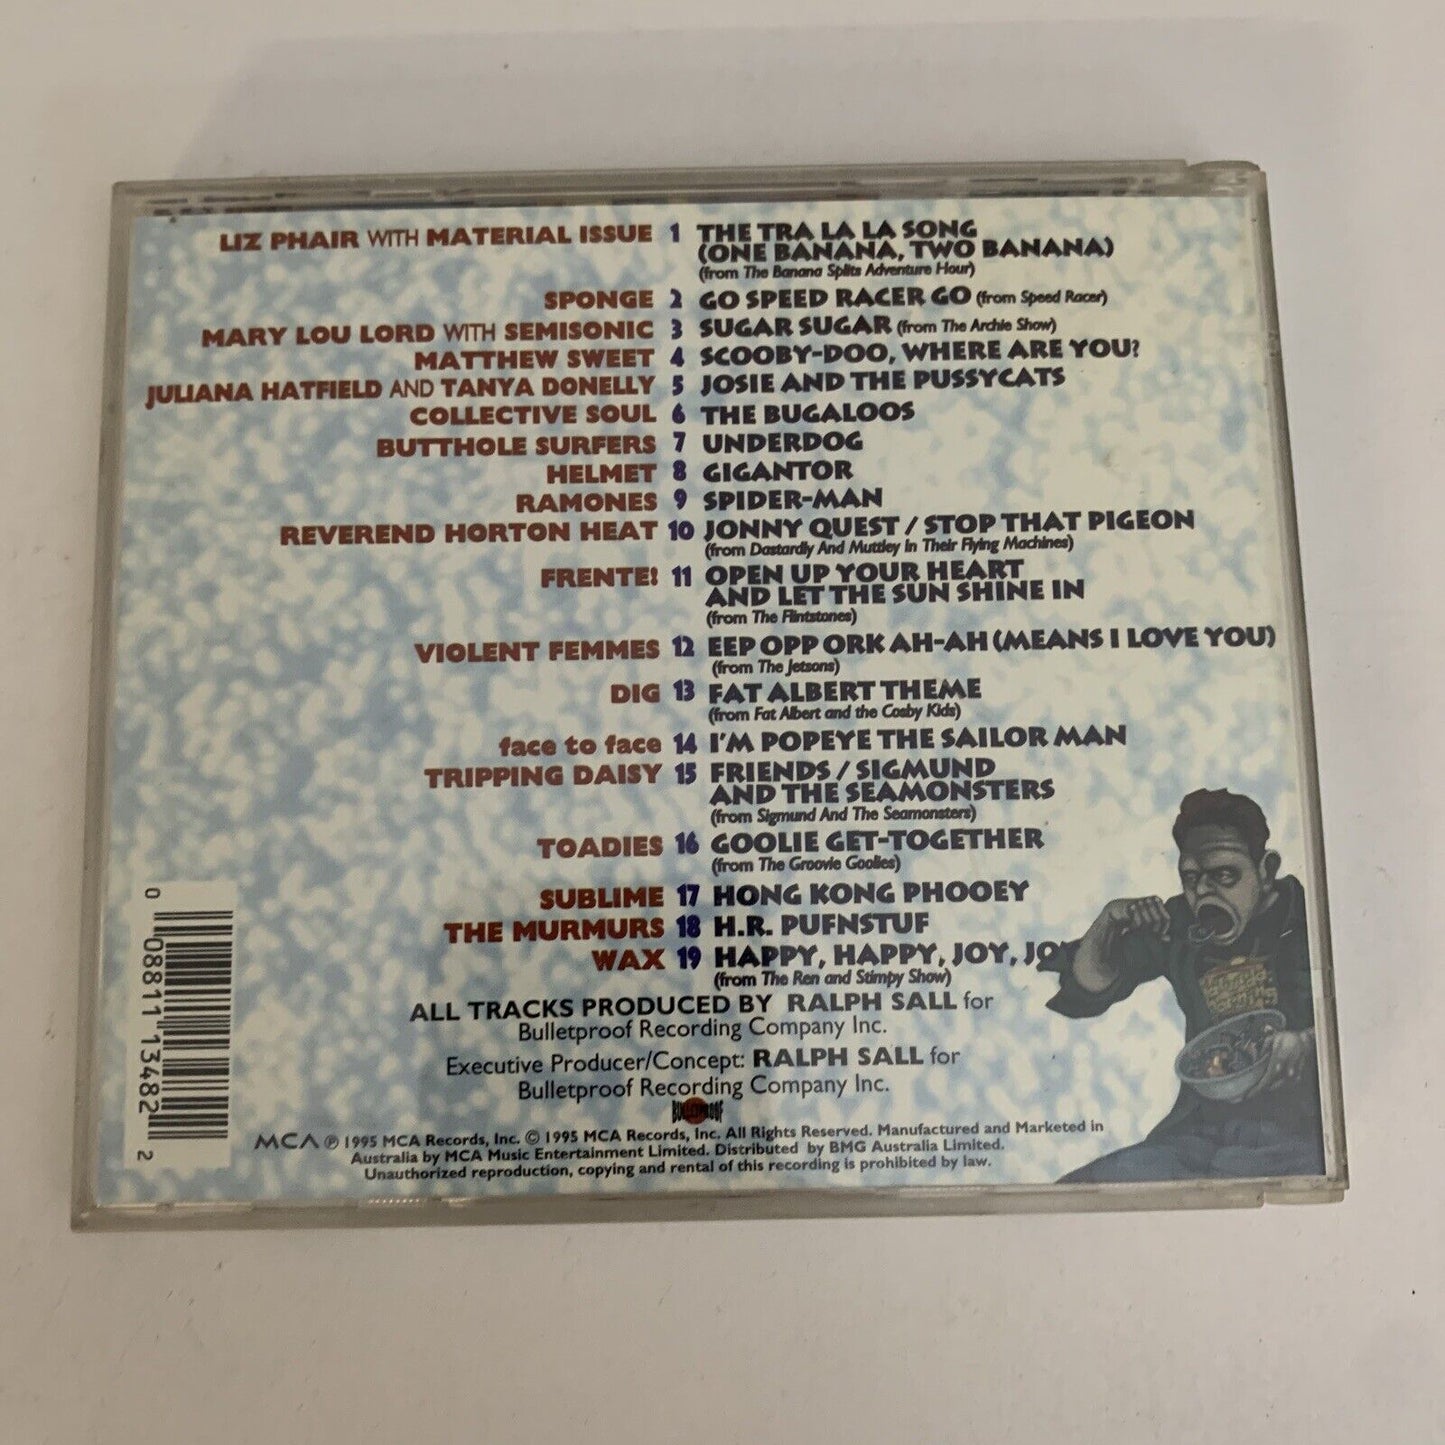 LIZ PHAIR WITH MATERIAL ISSUE 1 THE TRA LA LA SONG
(ONE BANANA, TWO BANANA)
(from The Banana Splits Adventure Hour)
SPONGE 2 GO SPEED RACER GO (from Speed Racer)
MARY LOU LORD WITH SEMISONIC 3 SUGAR SUGAR (from The Archie Show)
MATTHEW SWEET 4 SCOOBY-DOO, WHERE ARE YOU?
JULIANA HATFIELD AND TANYA DONELLY 5 JOSIE AND THE PUSSYCATS
COLLECTIVE SOUL 6 THE BUGALOOS
BUTTHOLE SURFERS 7 UNDERDOG
HELMET 8 GIGANTOR
RAMONES 9 SPIDER-MAN
REVEREND HORTON HEAT 10 JONNY QUEST / STOP THAT PIGEON
(from Dastardly And Muttley In Their Flying Machines)
FRENTE! 11 OPEN UP YOUR HEART
AND LET THE SUN SHINE IN
(from The Flintstones)
VIOLENT FEMMES 12 EEP OPP ORK AH-AH (MEANS I LOVE YOU)
(from The Jetsons)
DIG 13 FAT ALBERT THEME
(from Fat Albert and the Cosby Kids)
face to face 14 I'M POPEYE THE SAILOR MAN
TRIPPING DAISY 15 FRIENDS / SIGMUND
AND THE SEAMONSTERS
(from Sigmund And The Seamonsters)
TOADIES 16 GOOLIE GET-TOGETHER
(from The Groovie Goolies)
SUBLIME 17 HONG KONG PHOOEY
THE MURMURS 18 H.R. PUFNSTUF
WAX 19 HAPPY, HAPPY, JOY, JO
(from The Ren and Stimpy Show)
ALL TRACKS PRODUCED BY RALPH SALL for
Bulletproof Recording Company Inc.
Executive Producer/Concept: RALPH SALL for
Bulletproof Recording Company Inc.
BULLETPROOF
MCA ℗ 1995 MCA Records, Inc. © 1995 MCA Records, Inc. All Rights Reserved. Manufactured and Marketed in
Australia by MCA Music Entertainment Limited. Distributed by BMG Australia Limited.
Unauthorized reproduction, copying and rental of this recording is prohibited by law.
0 08811 13482 2